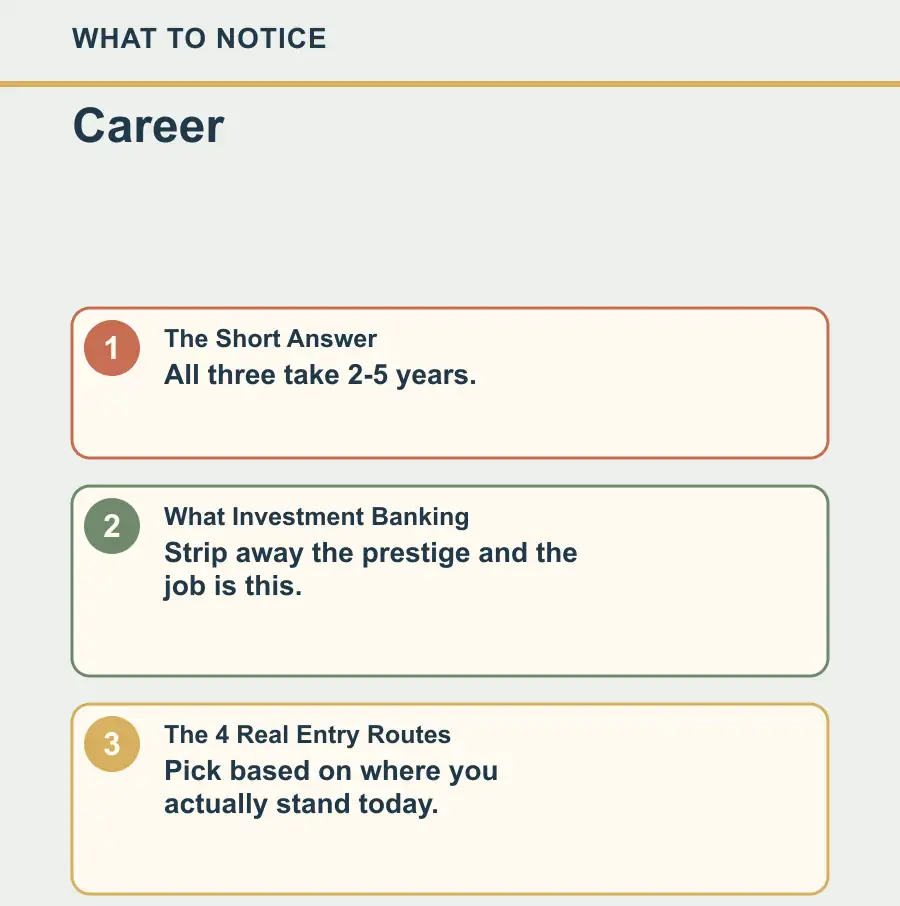 WHAT TO NOTICE
Career
1
The Short Answer
All three take 2-5 years.
2
What Investment Banking
Strip away the prestige and the
job is this.
3
The 4 Real Entry Routes
Pick based on where you
actually stand today.